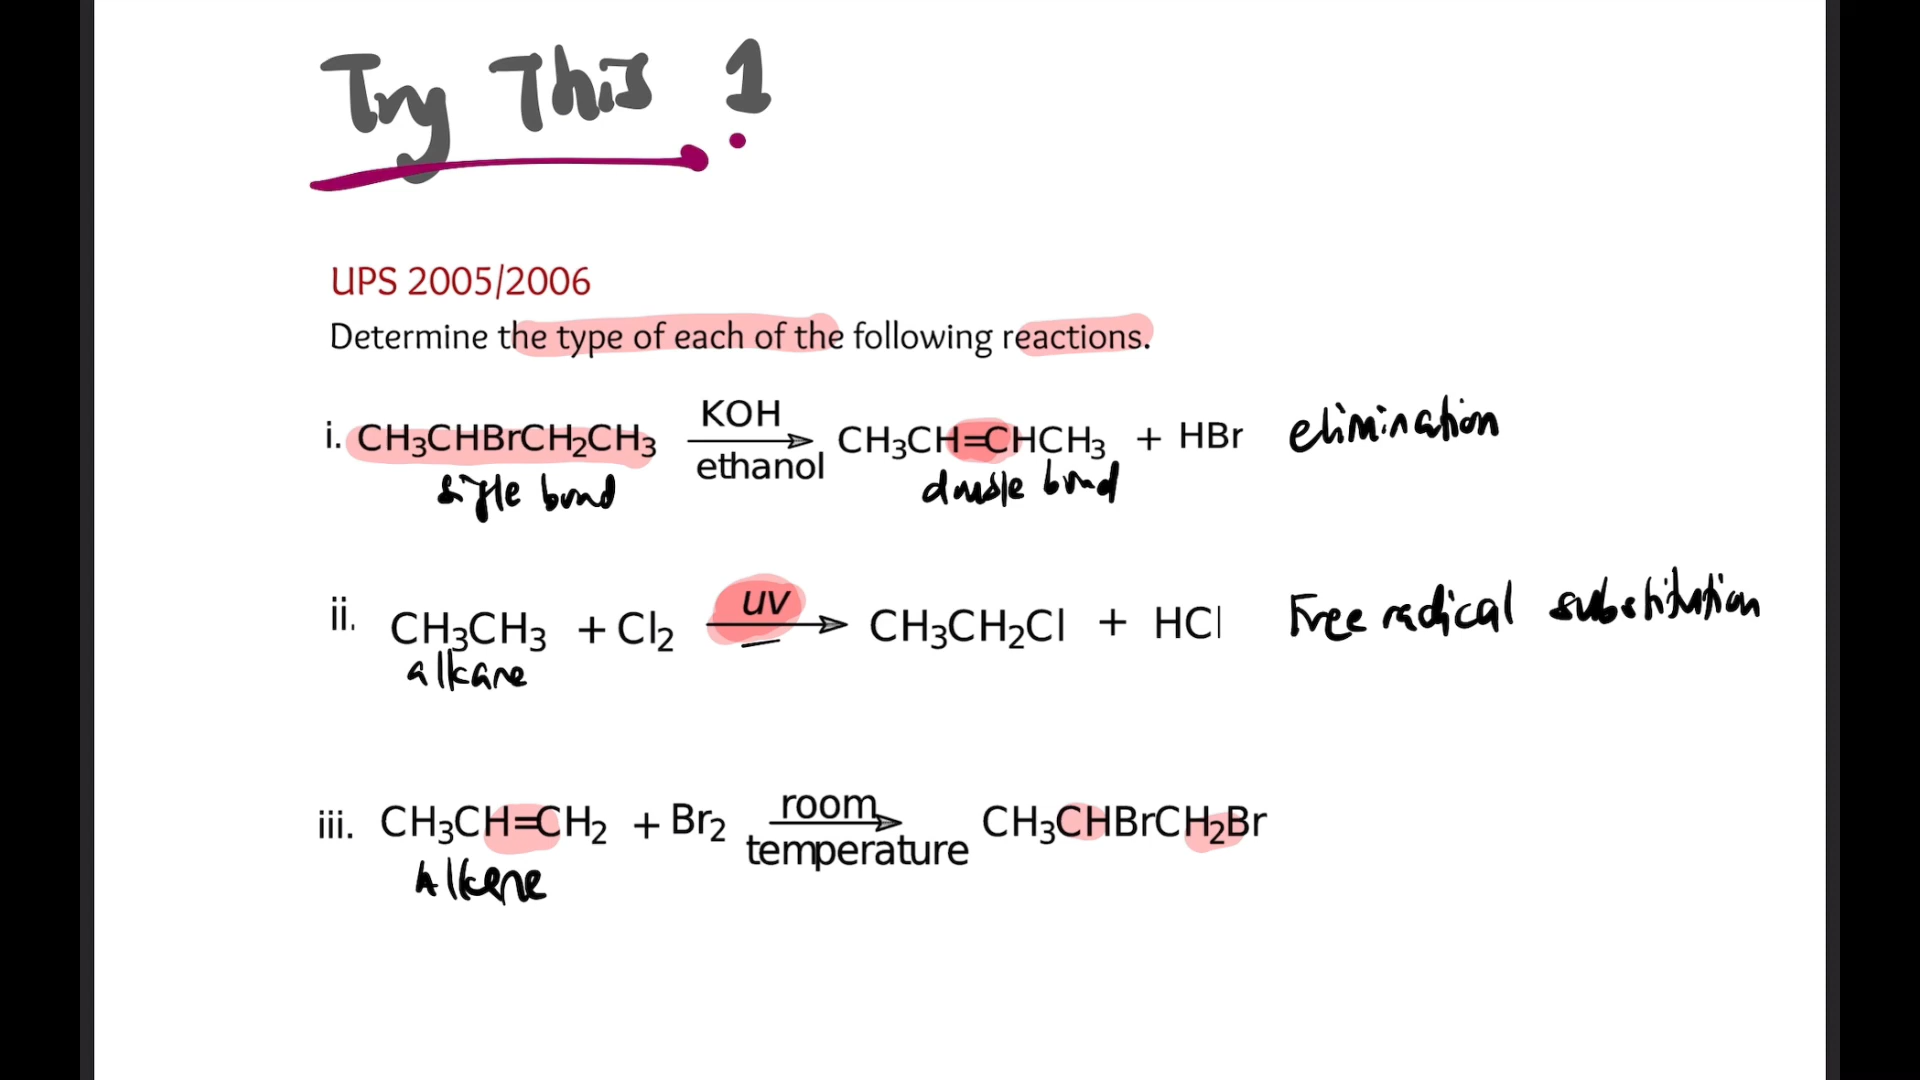 Try This 1
UPS 2005/2006
Determine the type of each of the following reactions.
i. CH₃CHBrCH₂CH₃ KOH ethanol CH₃CH=CHCH₃ + HBr elimination
single bond double bond
ii. CH₃CH₃ + Cl₂ uv CH₃CH₂Cl + HCl Free radical substitution
alkane
iii. CH₃CH=CH₂ + Br₂ room temperature CH₃CHBrCH₂Br
Alkene